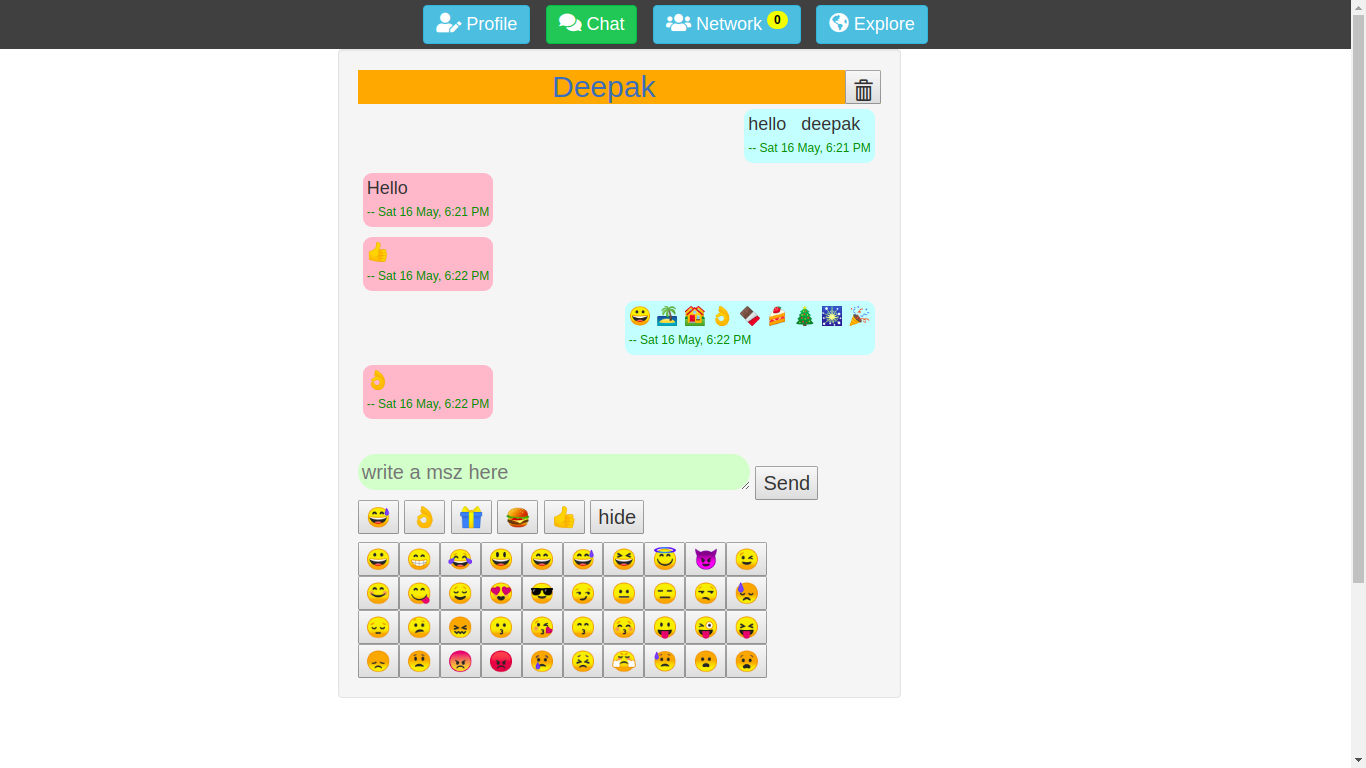 Profile Chat Network 0 Explore
Deepak
hello deepak
-- Sat 16 May, 6:21 PM
Hello
-- Sat 16 May, 6:21 PM
👍
-- Sat 16 May, 6:22 PM
😀 🏝 🏠 👌 🍫 🍰 🎄 🎇 🎉
-- Sat 16 May, 6:22 PM
👌
-- Sat 16 May, 6:22 PM
write a msz here
Send
hide